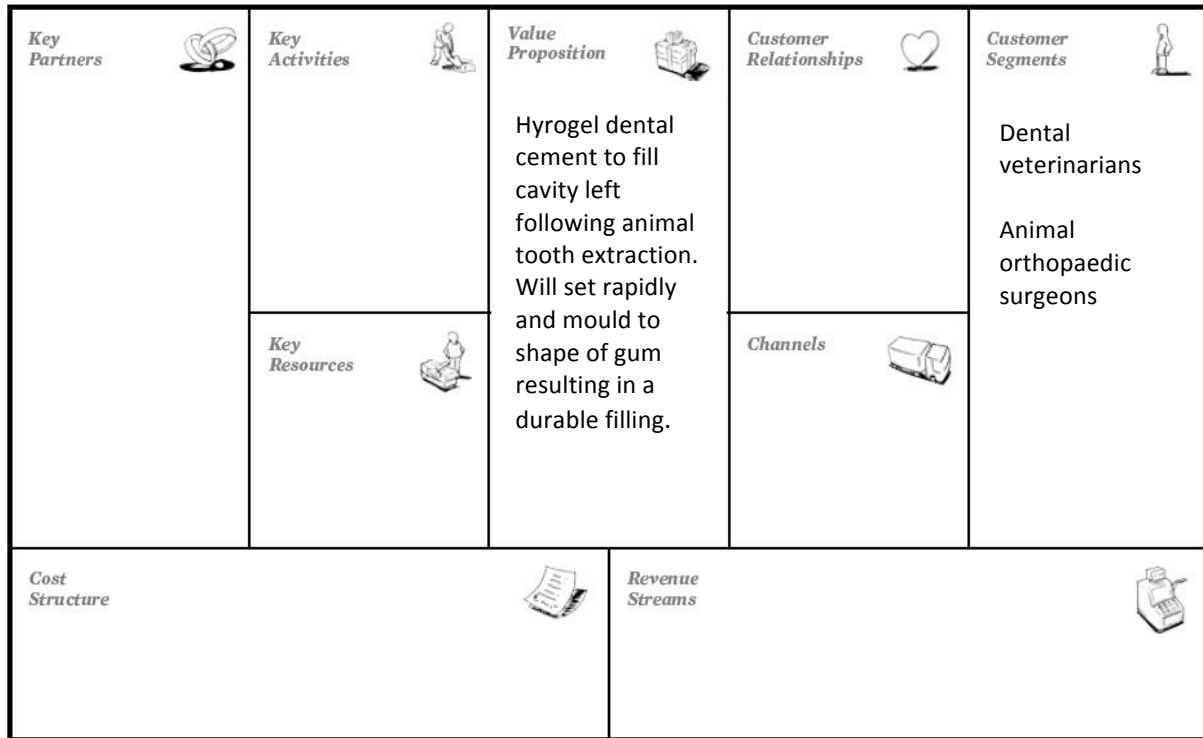 Key
Partners
Key
Activities
Value
Proposition
Customer
Relationships
Customer
Segments
Hyrogel dental
cement to fill
cavity left
following animal
tooth extraction.
Will set rapidly
and mould to
shape of gum
resulting in a
durable filling.
Dental
veterinarians
Animal
orthopaedic
surgeons
Key
Resources
Channels
Cost
Structure
Revenue
Streams